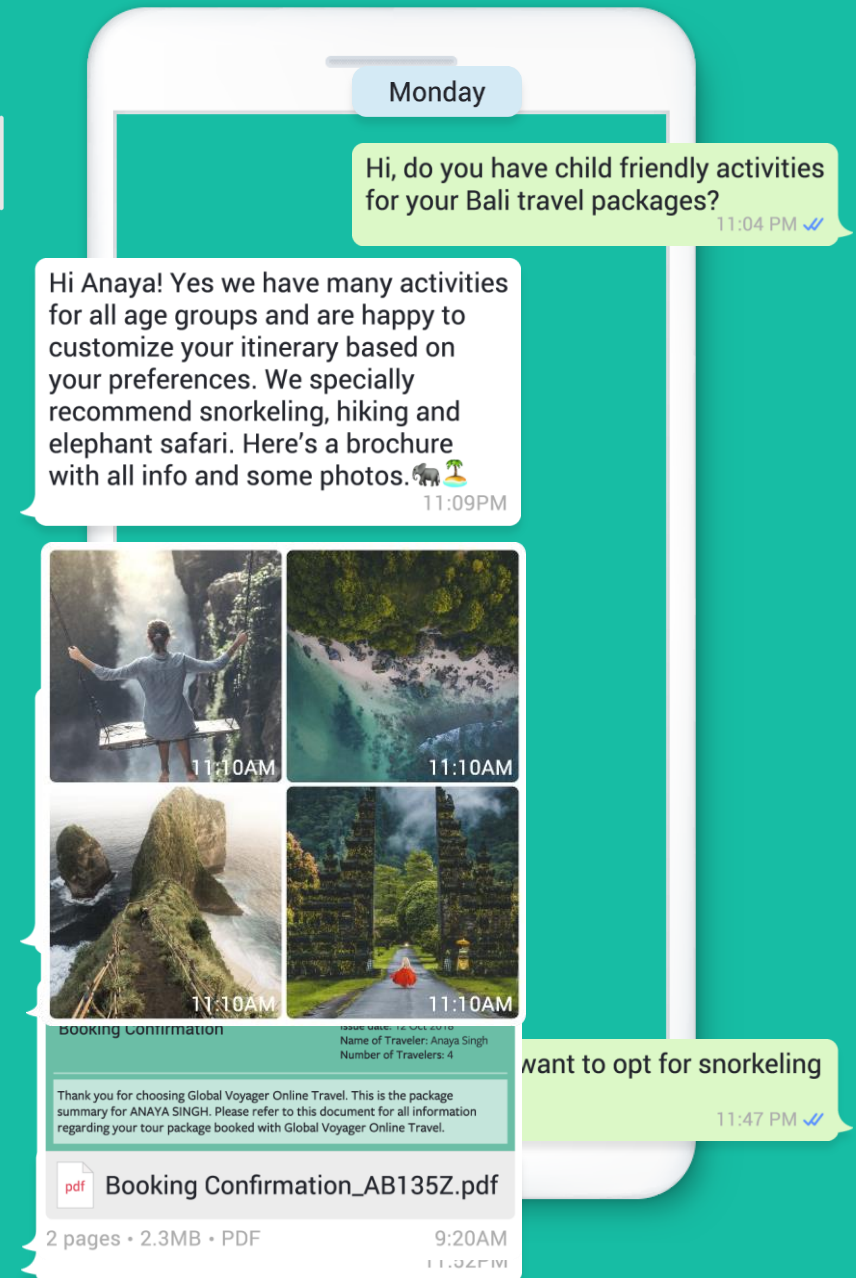 Monday
Hi, do you have child friendly activities
for your Bali travel packages?
11:04 PM
Hi Anaya! Yes we have many activities
for all age groups and are happy to
customize your itinerary based on
your preferences. We specially
recommend snorkeling, hiking and
elephant safari. Here’s a brochure
with all info and some photos.🐘🏝️
11:09PM
11:10AM
11:10AM
11:10AM
11:10AM
Booking Confirmation
Issue date: 12 Oct 2018
Name of Traveler: Anaya Singh
Number of Travelers: 4
want to opt for snorkeling
11:47 PM
Thank you for choosing Global Voyager Online Travel. This is the package
summary for ANAYA SINGH. Please refer to this document for all information
regarding your tour package booked with Global Voyager Online Travel.
pdf
Booking Confirmation_AB135Z.pdf
2 pages • 2.3MB • PDF
9:20AM
11:52PM